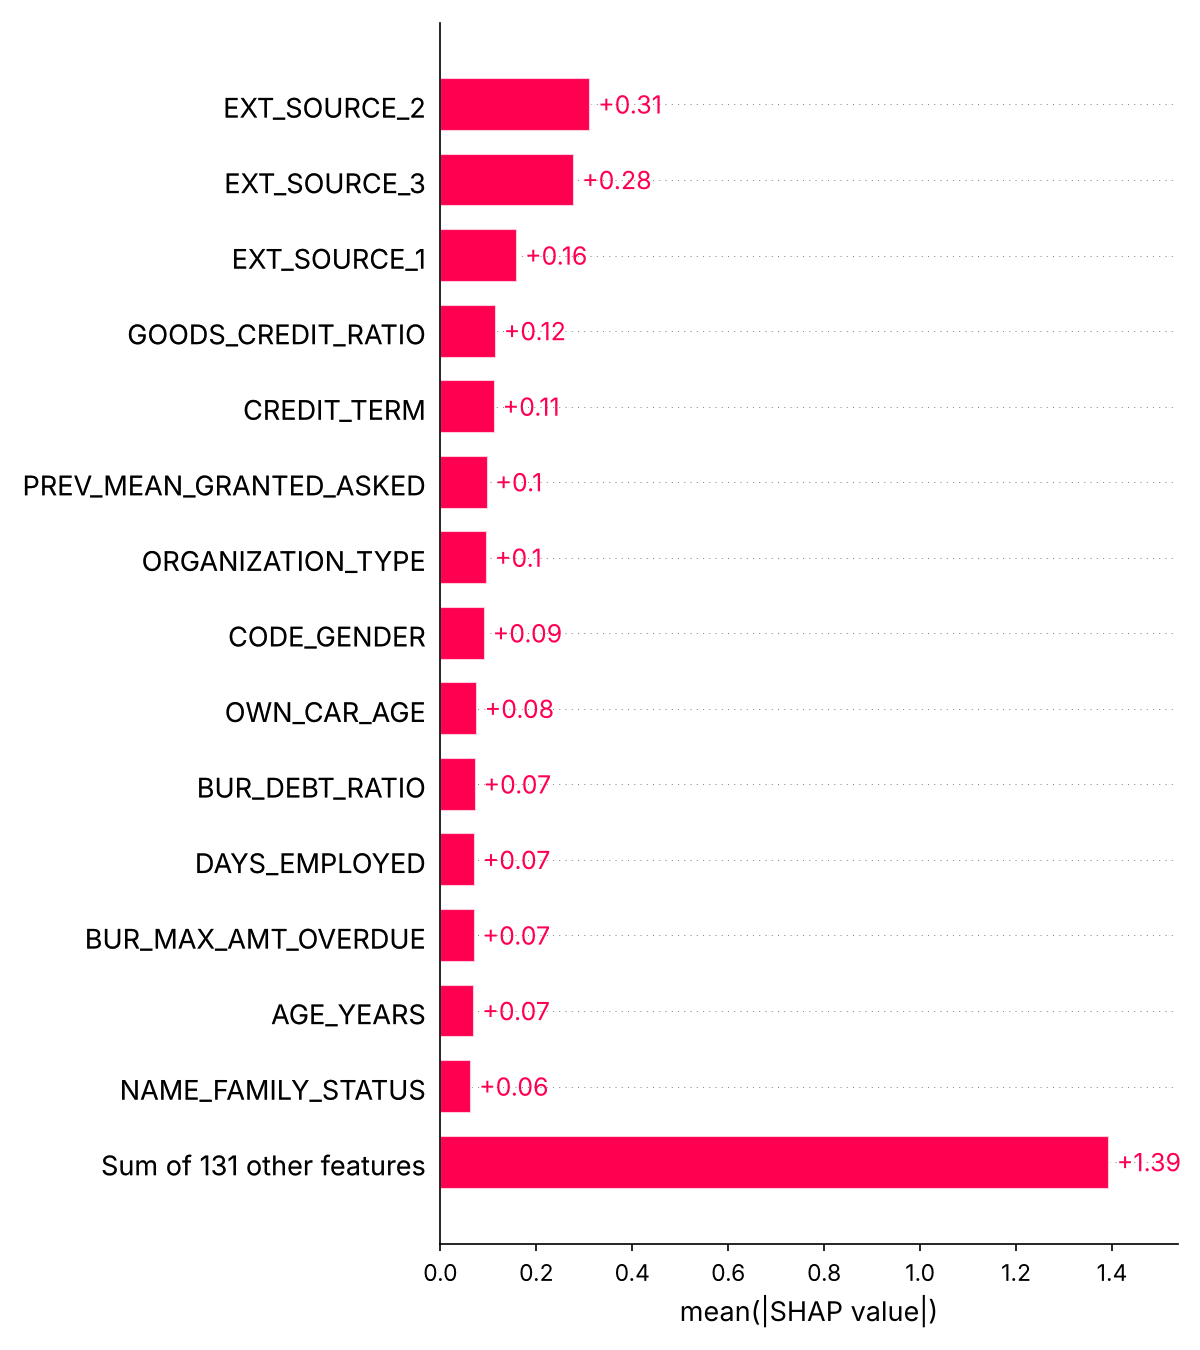 EXT_SOURCE_2 +0.31
EXT_SOURCE_3 +0.28
EXT_SOURCE_1 +0.16
GOODS_CREDIT_RATIO +0.12
CREDIT_TERM +0.11
PREV_MEAN_GRANTED_ASKED +0.1
ORGANIZATION_TYPE +0.1
CODE_GENDER +0.09
OWN_CAR_AGE +0.08
BUR_DEBT_RATIO +0.07
DAYS_EMPLOYED +0.07
BUR_MAX_AMT_OVERDUE +0.07
AGE_YEARS +0.07
NAME_FAMILY_STATUS +0.06
Sum of 131 other features +1.39
0.0 0.2 0.4 0.6 0.8 1.0 1.2 1.4
mean(|SHAP value|)